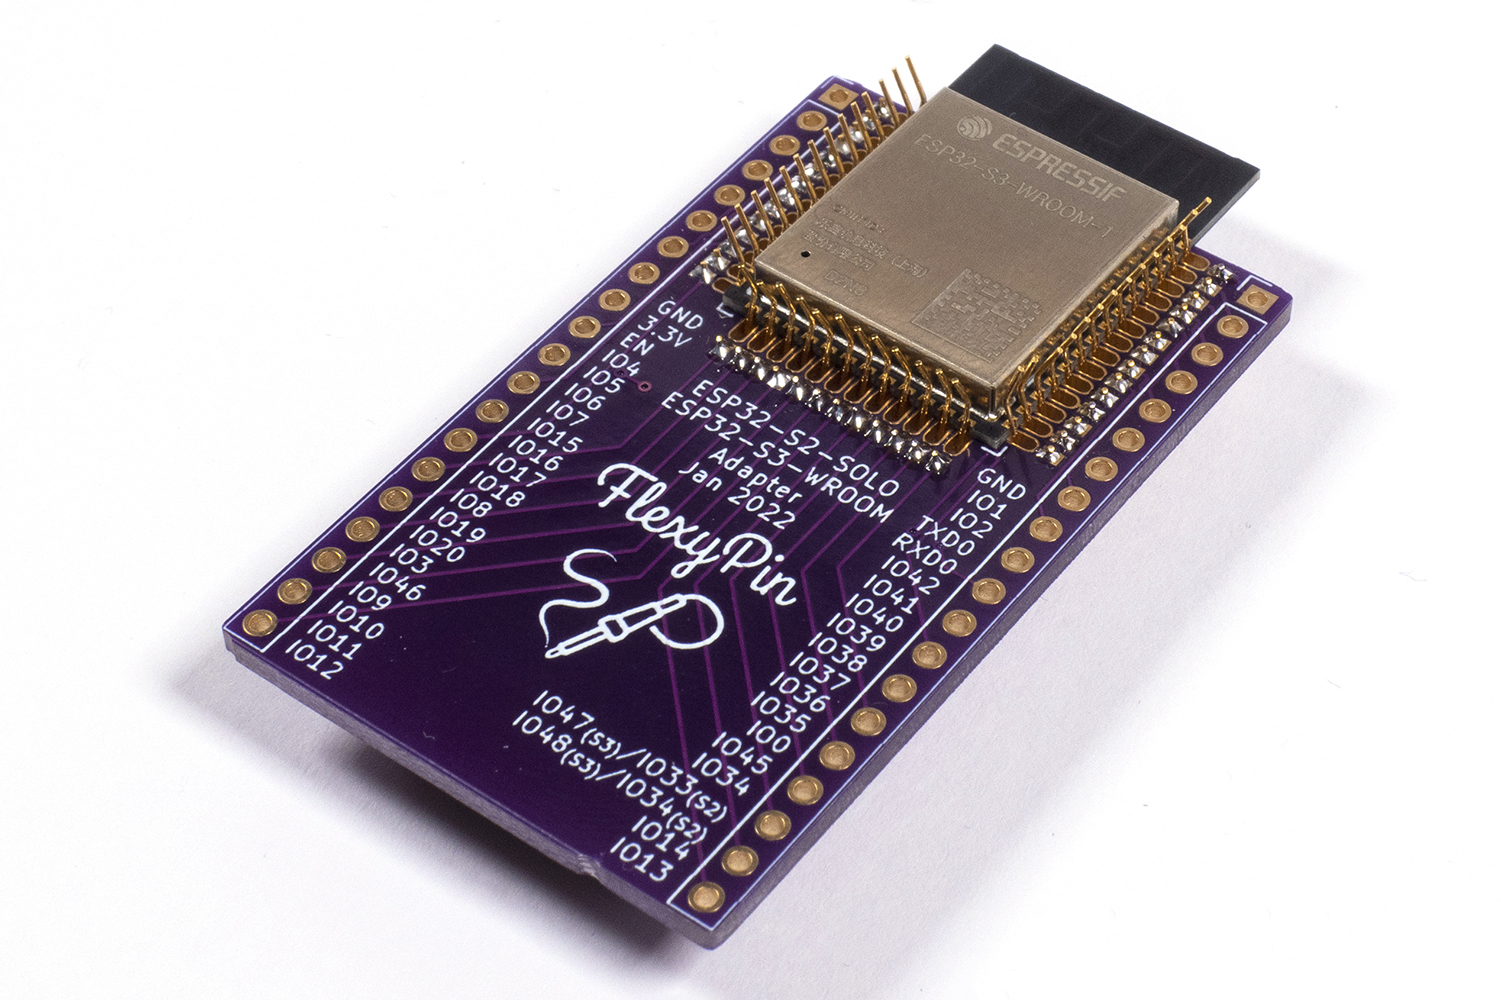 ESPRESSIF
ESP32-S3-WROOM-1
GND
3.3V
EN
IO4
IO5
IO6
IO7
IO15
IO16
IO17
IO18
IO8
IO19
IO20
IO3
IO46
IO9
IO10
IO11
IO12
ESP32-S2-SOLO
ESP32-S3-WROOM
Adapter
Jan 2022
FlexyPin
GND
IO1
IO2
TXD0
RXD0
IO42
IO41
IO40
IO39
IO38
IO37
IO36
IO35
IO0
IO45
IO34
IO47(S3)/IO33(S2)
IO48(S3)/IO34(S2)
IO14
IO13